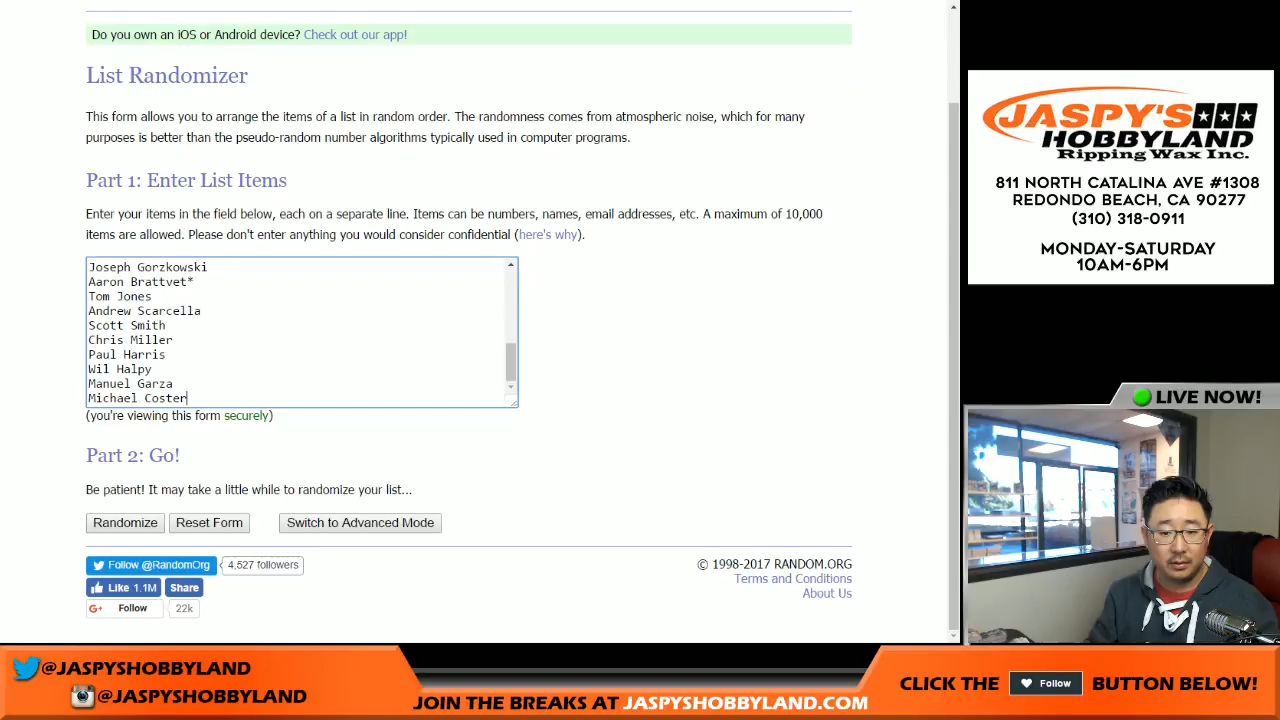 Do you own an iOS or Android device? Check out our app!
List Randomizer
This form allows you to arrange the items of a list in random order. The randomness comes from atmospheric noise, which for many
purposes is better than the pseudo-random number algorithms typically used in computer programs.
Part 1: Enter List Items
Enter your items in the field below, each on a separate line. Items can be numbers, names, email addresses, etc. A maximum of 10,000
items are allowed. Please don't enter anything you would consider confidential (here's why).
Joseph Gorzkowski
Aaron Brattvet*
Tom Jones
Andrew Scarcella
Scott Smith
Chris Miller
Paul Harris
Wil Halpy
Manuel Garza
Michael Coster
(you're viewing this form securely)
Part 2: Go!
Be patient! It may take a little while to randomize your list...
Randomize Reset Form Switch to Advanced Mode
Follow @RandomOrg 4,527 followers
Like 1.1M Share
G+ Follow 22k
© 1998-2017 RANDOM.ORG
Terms and Conditions
About Us
JASPY'S
HOBBYLAND
Ripping Wax Inc.
811 NORTH CATALINA AVE #1308
REDONDO BEACH, CA 90277
(310) 318-0911
MONDAY-SATURDAY
10AM-6PM
LIVE NOW!
@JASPYSHOBBYLAND
@JASPYSHOBBYLAND
JOIN THE BREAKS AT JASPYSHOBBYLAND.COM
CLICK THE Follow BUTTON BELOW!